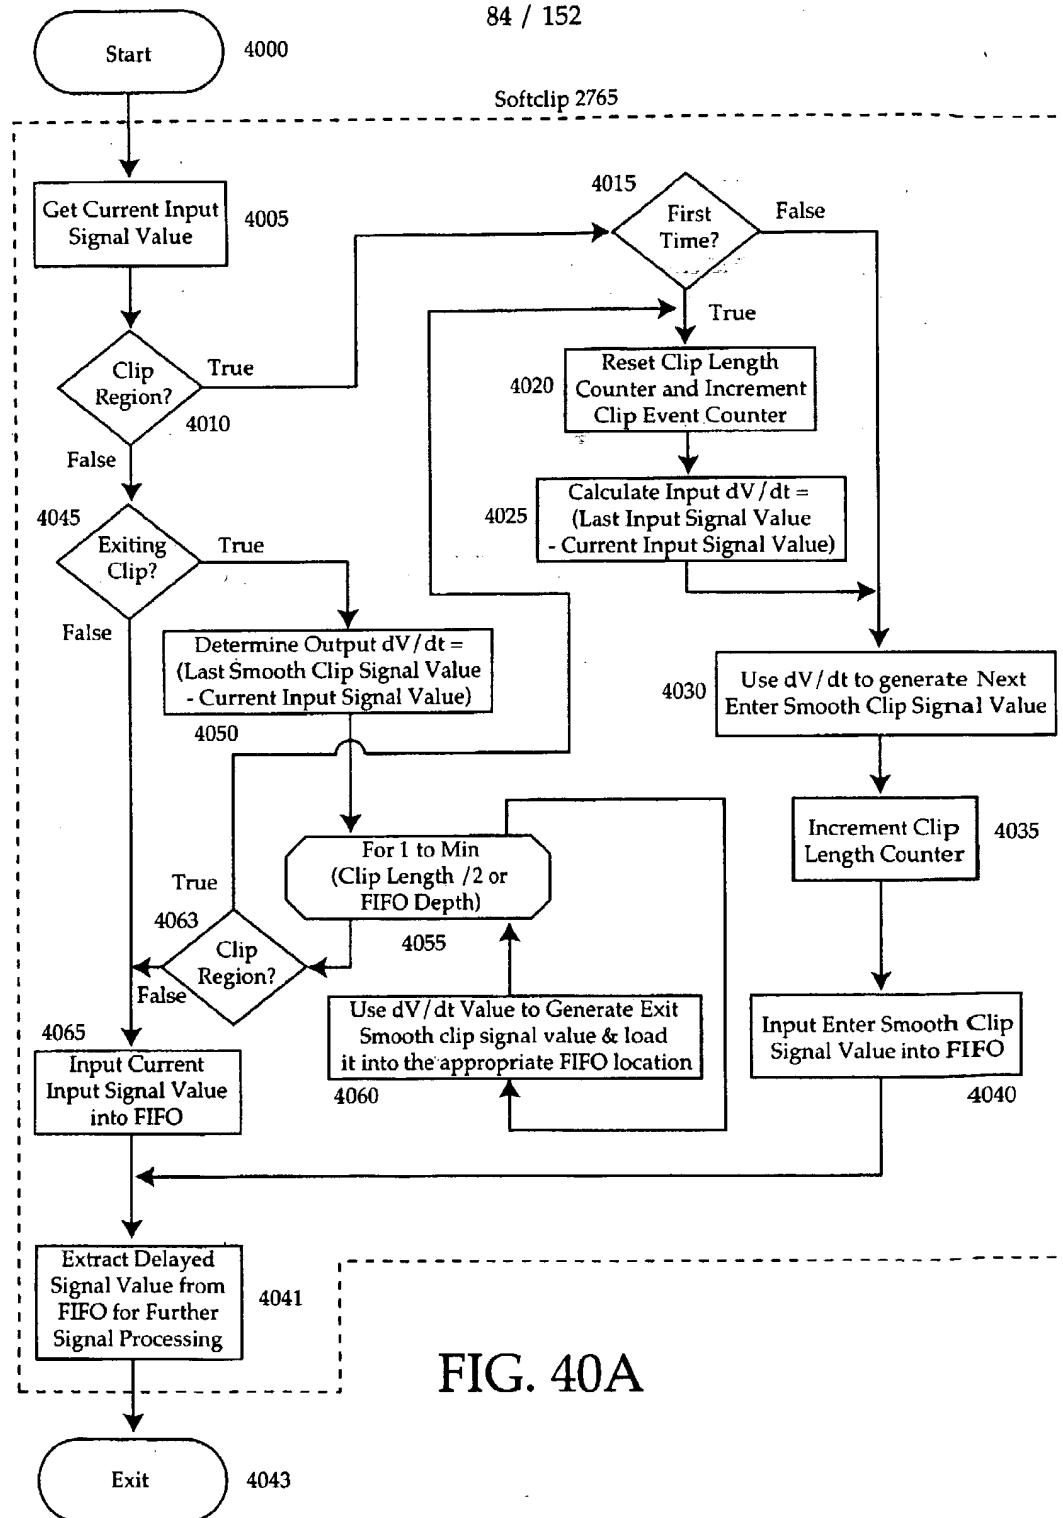 84 / 152
Start
4000
Softclip 2765
Get Current Input
Signal Value
4005
4015
First
Time?
False
True
Clip
Region?
True
4010
False
Reset Clip Length
Counter and Increment
Clip Event Counter
4020
Calculate Input dV/dt =
(Last Input Signal Value
- Current Input Signal Value)
4025
4045
Exiting
Clip?
True
False
Determine Output dV/dt =
(Last Smooth Clip Signal Value
- Current Input Signal Value)
4050
Use dV/dt to generate Next
Enter Smooth Clip Signal Value
4030
Increment Clip
Length Counter
4035
For 1 to Min
(Clip Length /2 or
FIFO Depth)
4055
True
4063
Clip
Region?
False
Use dV/dt Value to Generate Exit
Smooth clip signal value & load
it into the appropriate FIFO location
4060
Input Enter Smooth Clip
Signal Value into FIFO
4040
4065
Input Current
Input Signal Value
into FIFO
Extract Delayed
Signal Value from
FIFO for Further
Signal Processing
4041
FIG. 40A
Exit
4043